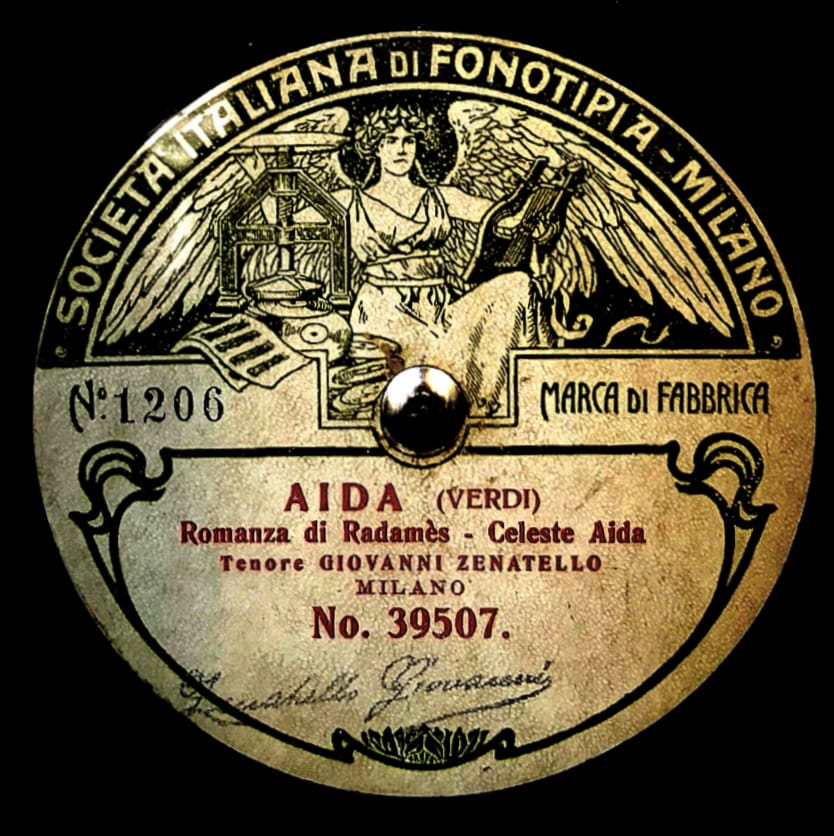 SOCIETÀ ITALIANA DI FONOTIPIA - MILANO
No. 1206
MARCA DI FABBRICA
AIDA (VERDI)
Romanza di Radamès - Celeste Aida
Tenore GIOVANNI ZENATELLO
MILANO
No. 39507.
Zenatello Giovanni